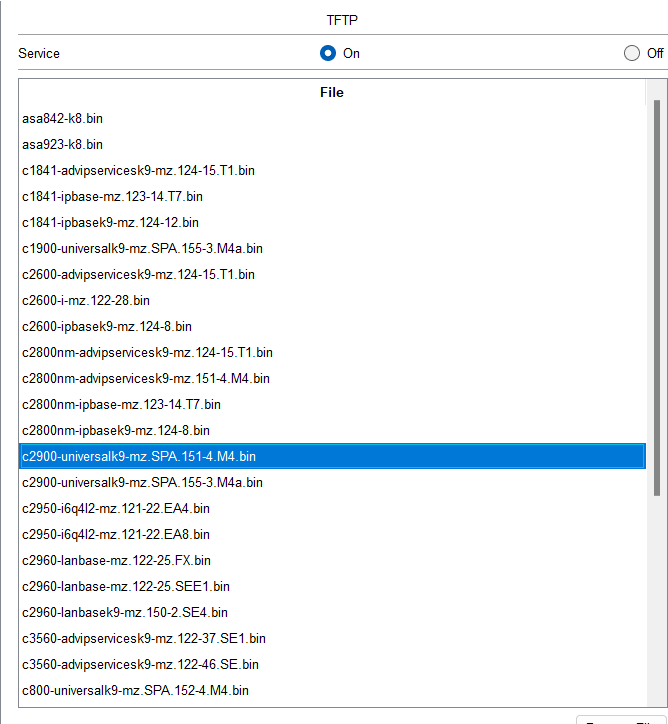 TFTP
Service On Off
File
asa842-k8.bin
asa923-k8.bin
c1841-advipservicesk9-mz.124-15.T1.bin
c1841-ipbase-mz.123-14.T7.bin
c1841-ipbasek9-mz.124-12.bin
c1900-universalk9-mz.SPA.155-3.M4a.bin
c2600-advipservicesk9-mz.124-15.T1.bin
c2600-i-mz.122-28.bin
c2600-ipbasek9-mz.124-8.bin
c2800nm-advipservicesk9-mz.124-15.T1.bin
c2800nm-advipservicesk9-mz.151-4.M4.bin
c2800nm-ipbase-mz.123-14.T7.bin
c2800nm-ipbasek9-mz.124-8.bin
c2900-universalk9-mz.SPA.151-4.M4.bin
c2900-universalk9-mz.SPA.155-3.M4a.bin
c2950-i6q4l2-mz.121-22.EA4.bin
c2950-i6q4l2-mz.121-22.EA8.bin
c2960-lanbase-mz.122-25.FX.bin
c2960-lanbase-mz.122-25.SEE1.bin
c2960-lanbasek9-mz.150-2.SE4.bin
c3560-advipservicesk9-mz.122-37.SE1.bin
c3560-advipservicesk9-mz.122-46.SE.bin
c800-universalk9-mz.SPA.152-4.M4.bin